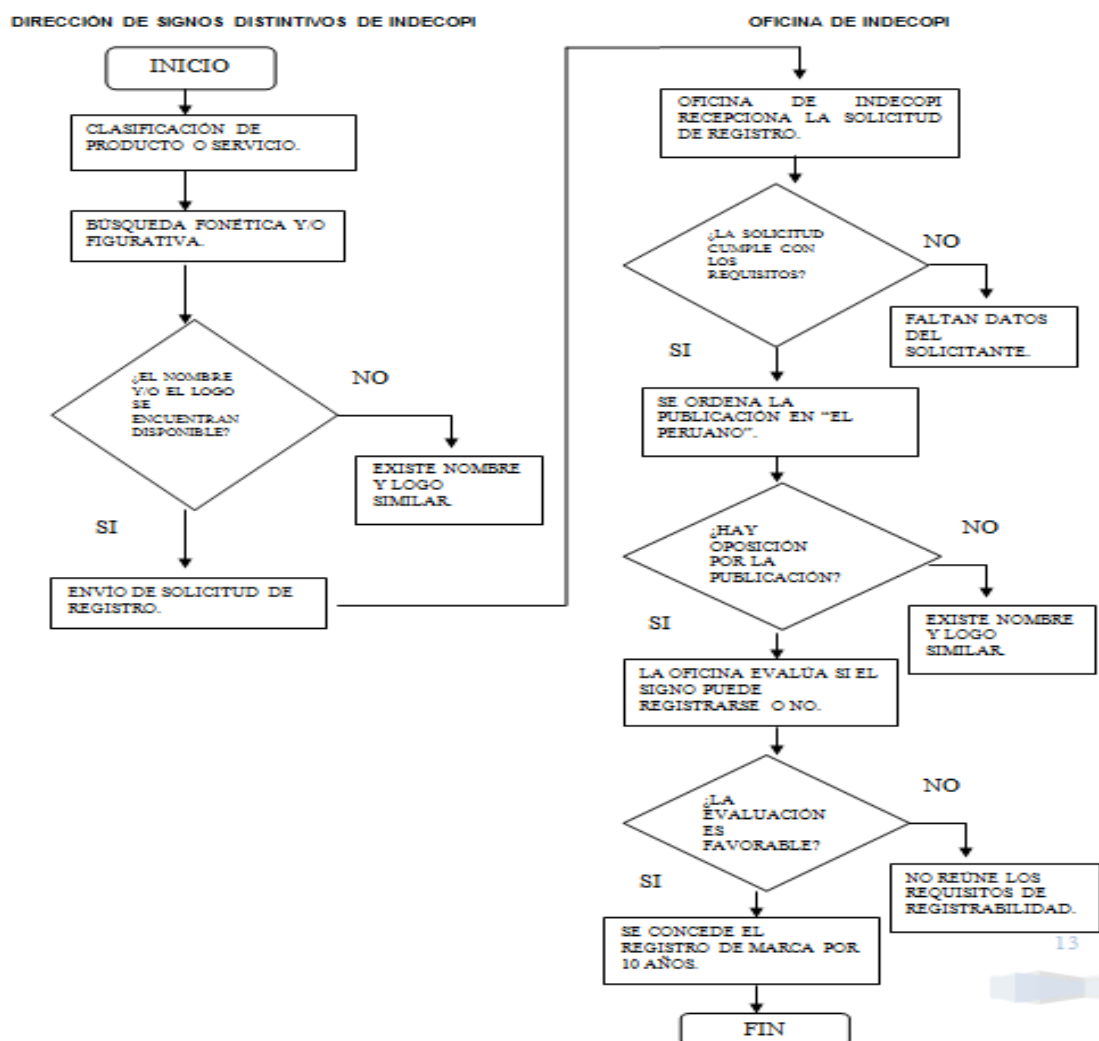 DIRECCIÓN DE SIGNOS DISTINTIVOS DE INDECOPI
INICIO
CLASIFICACIÓN DE
PRODUCTO O SERVICIO.
BÚSQUEDA FONÉTICA Y/O
FIGURATIVA.
¿EL NOMBRE
Y/O EL LOGO
SE
ENCUENTRAN
DISPONIBLE?
NO
EXISTE NOMBRE
Y LOGO
SIMILAR.
SI
ENVÍO DE SOLICITUD DE
REGISTRO.
OFICINA DE INDECOPI
OFICINA DE INDECOPI
RECEPCIONA LA SOLICITUD
DE REGISTRO.
¿LA SOLICITUD
CUMPLE CON
LOS
REQUISITOS?
NO
FALTAN DATOS
DEL
SOLICITANTE.
SI
SE ORDENA LA
PUBLICACIÓN EN “EL
PERUANO”.
¿HAY
OPOSICIÓN
POR LA
PUBLICACIÓN?
NO
EXISTE NOMBRE
Y LOGO
SIMILAR.
SI
LA OFICINA EVALÚA SI EL
SIGNO PUEDE
REGISTRARSE O NO.
¿LA
EVALUACIÓN
ES
FAVORABLE?
NO
NO REÚNE LOS
REQUISITOS DE
REGISTRABILIDAD.
SI
SE CONCEDE EL
REGISTRO DE MARCA POR
10 AÑOS.
13
FIN